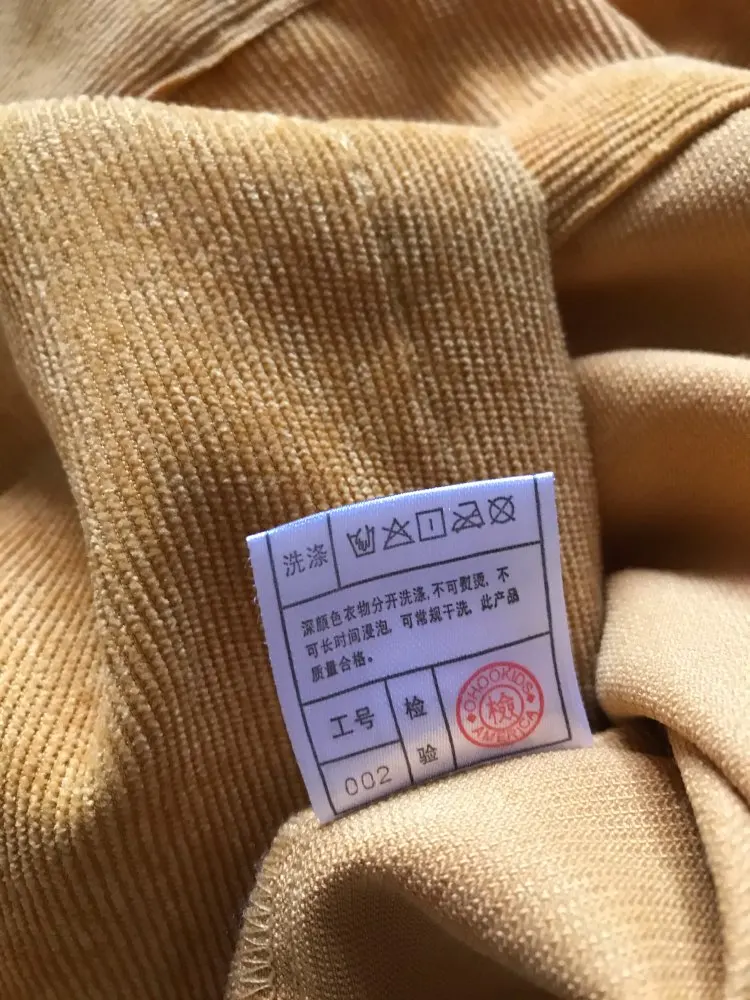 洗涤
深颜色衣物分开洗涤,不可熨烫,不
可长时间浸泡,可常规干洗,此产品
质量合格。
工号
检验
002
OHOOKIDS
檢
AMERICA